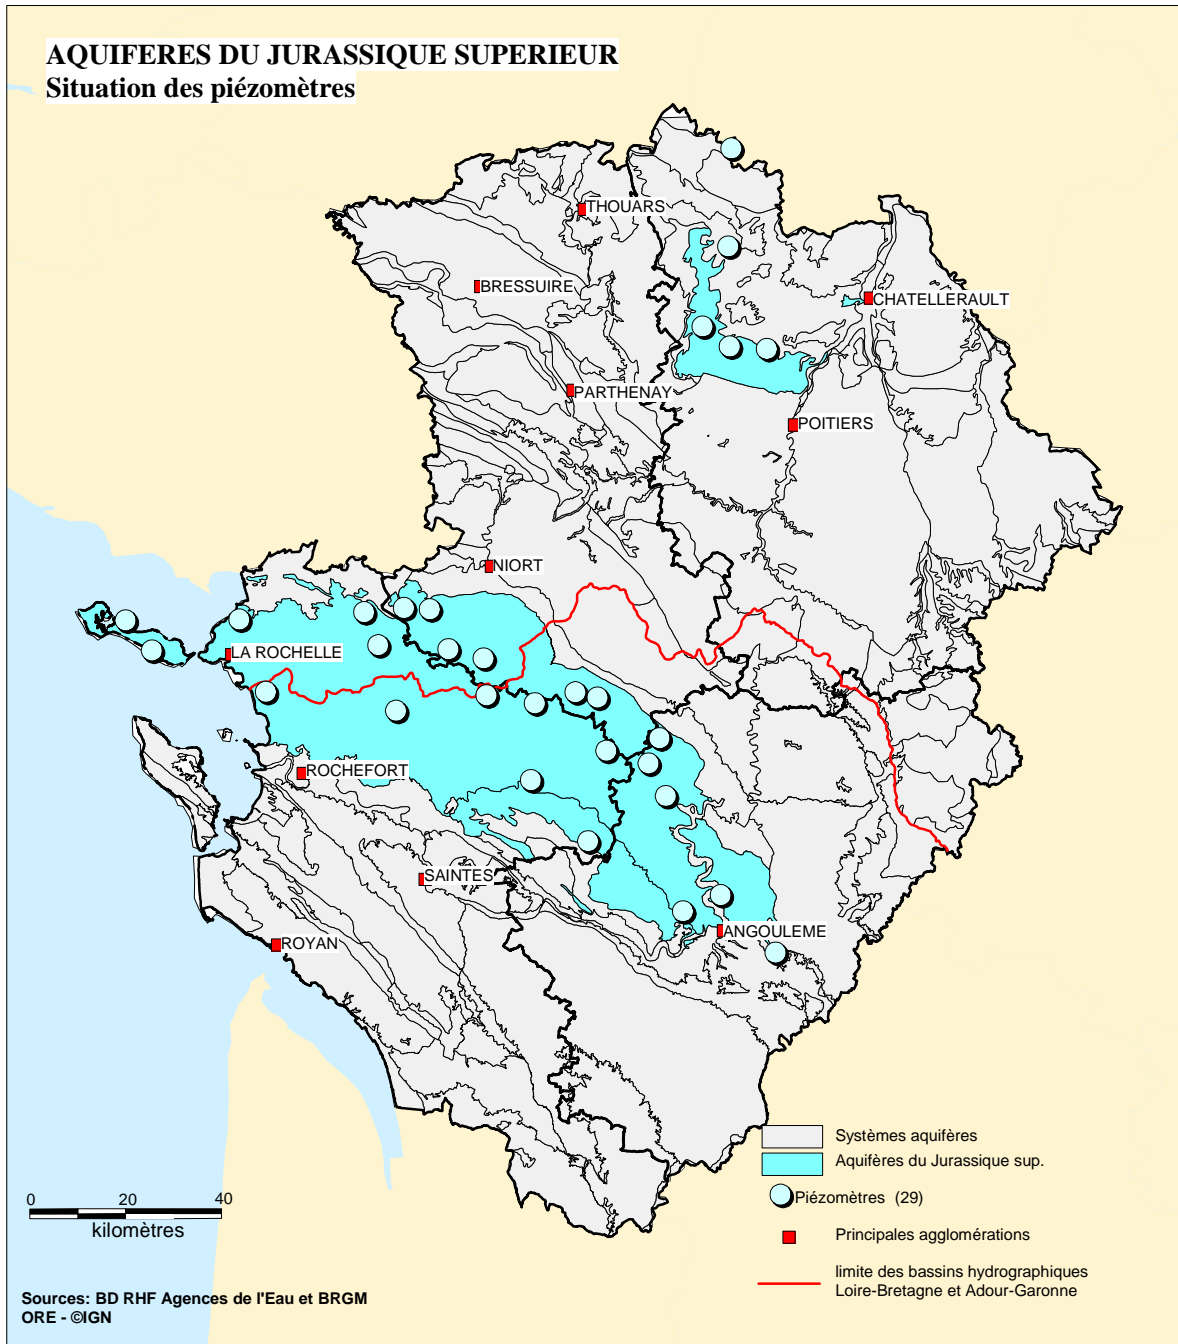 AQUIFERES DU JURASSIQUE SUPERIEUR
Situation des piézomètres
THOUARS
BRESSUIRE
CHATELLERAULT
PARTHENAY
POITIERS
NIORT
LA ROCHELLE
ROCHEFORT
SAINTES
ANGOULEME
ROYAN
Systèmes aquifères
Aquifères du Jurassique sup.
Piézomètres (29)
Principales agglomérations
limite des bassins hydrographiques
Loire-Bretagne et Adour-Garonne
0 20 40
kilomètres
Sources: BD RHF Agences de l'Eau et BRGM
ORE - ©IGN